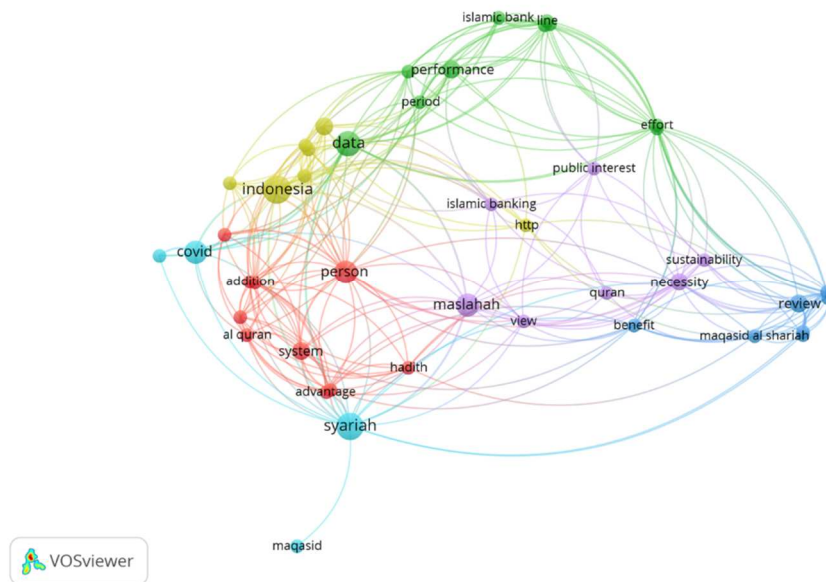 islamic bank
line
performance
period
effort
data
public interest
indonesia
islamic banking
http
covid
sustainability
person
addition
necessity
quran
maslahah
review
view
benefit
al quran
maqasid al shariah
system
hadith
advantage
syariah
maqasid
VOSviewer